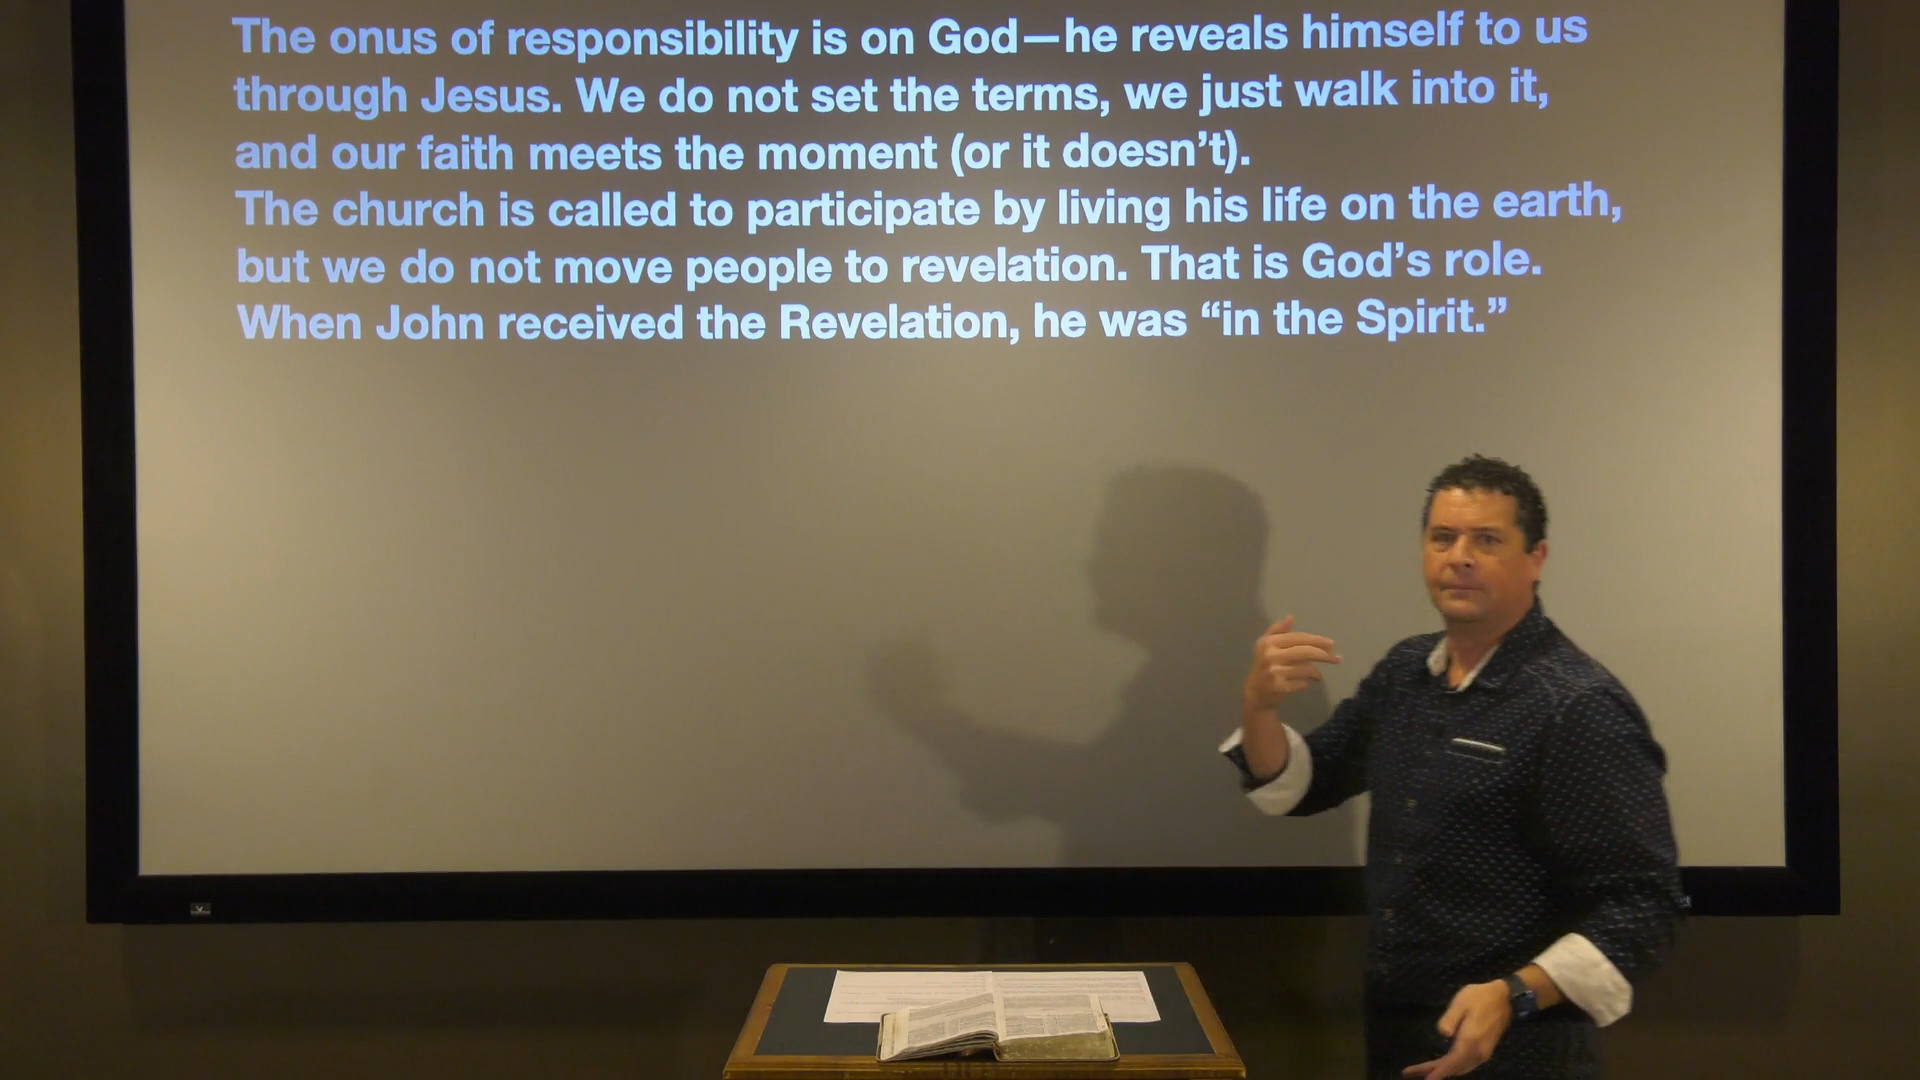 The onus of responsibility is on God—he reveals himself to us
through Jesus. We do not set the terms, we just walk into it,
and our faith meets the moment (or it doesn’t).
The church is called to participate by living his life on the earth,
but we do not move people to revelation. That is God’s role.
When John received the Revelation, he was “in the Spirit.”